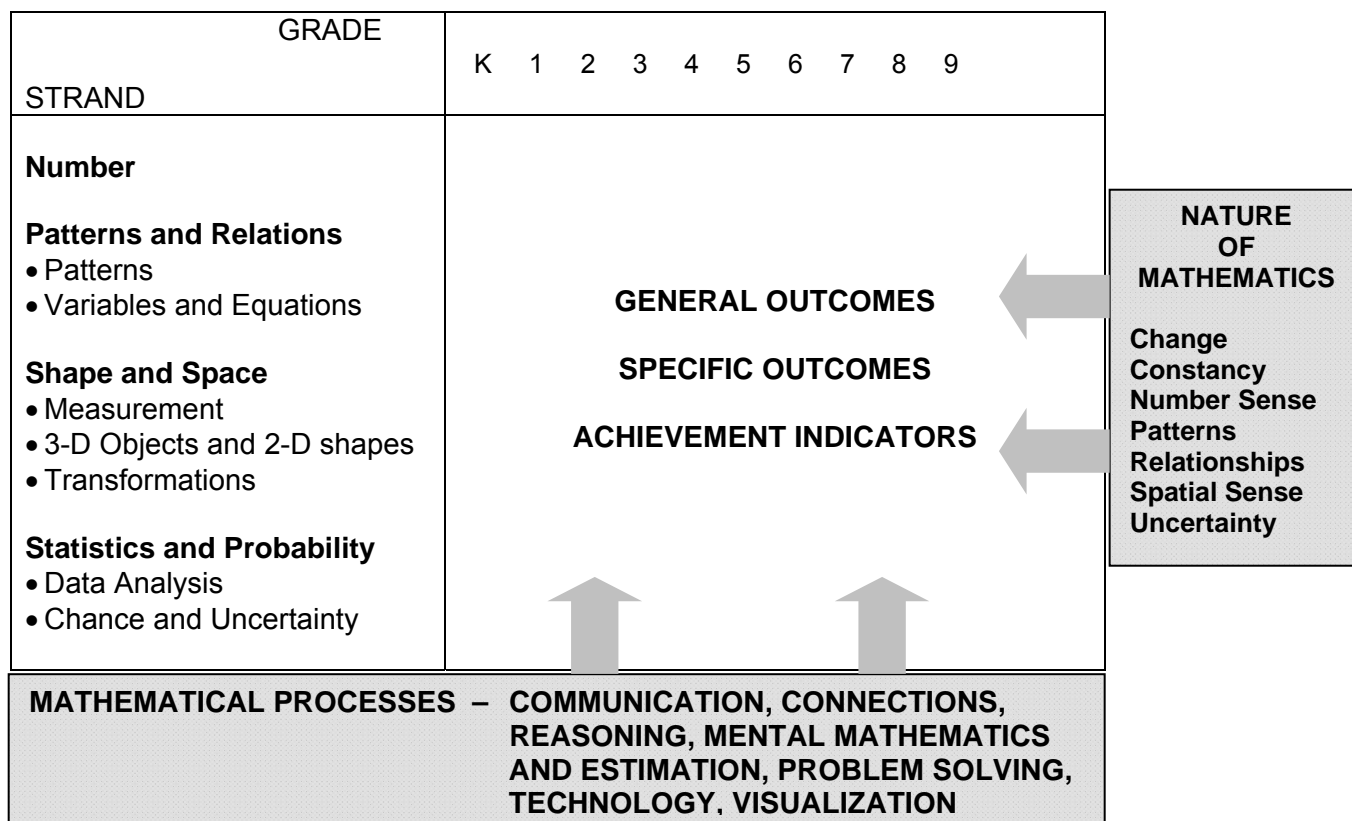 GRADE
K 1 2 3 4 5 6 7 8 9
STRAND
Number
Patterns and Relations
• Patterns
• Variables and Equations
Shape and Space
• Measurement
• 3-D Objects and 2-D shapes
• Transformations
Statistics and Probability
• Data Analysis
• Chance and Uncertainty
GENERAL OUTCOMES
SPECIFIC OUTCOMES
ACHIEVEMENT INDICATORS
NATURE
OF
MATHEMATICS
Change
Constancy
Number Sense
Patterns
Relationships
Spatial Sense
Uncertainty
MATHEMATICAL PROCESSES – COMMUNICATION, CONNECTIONS,
REASONING, MENTAL MATHEMATICS
AND ESTIMATION, PROBLEM SOLVING,
TECHNOLOGY, VISUALIZATION